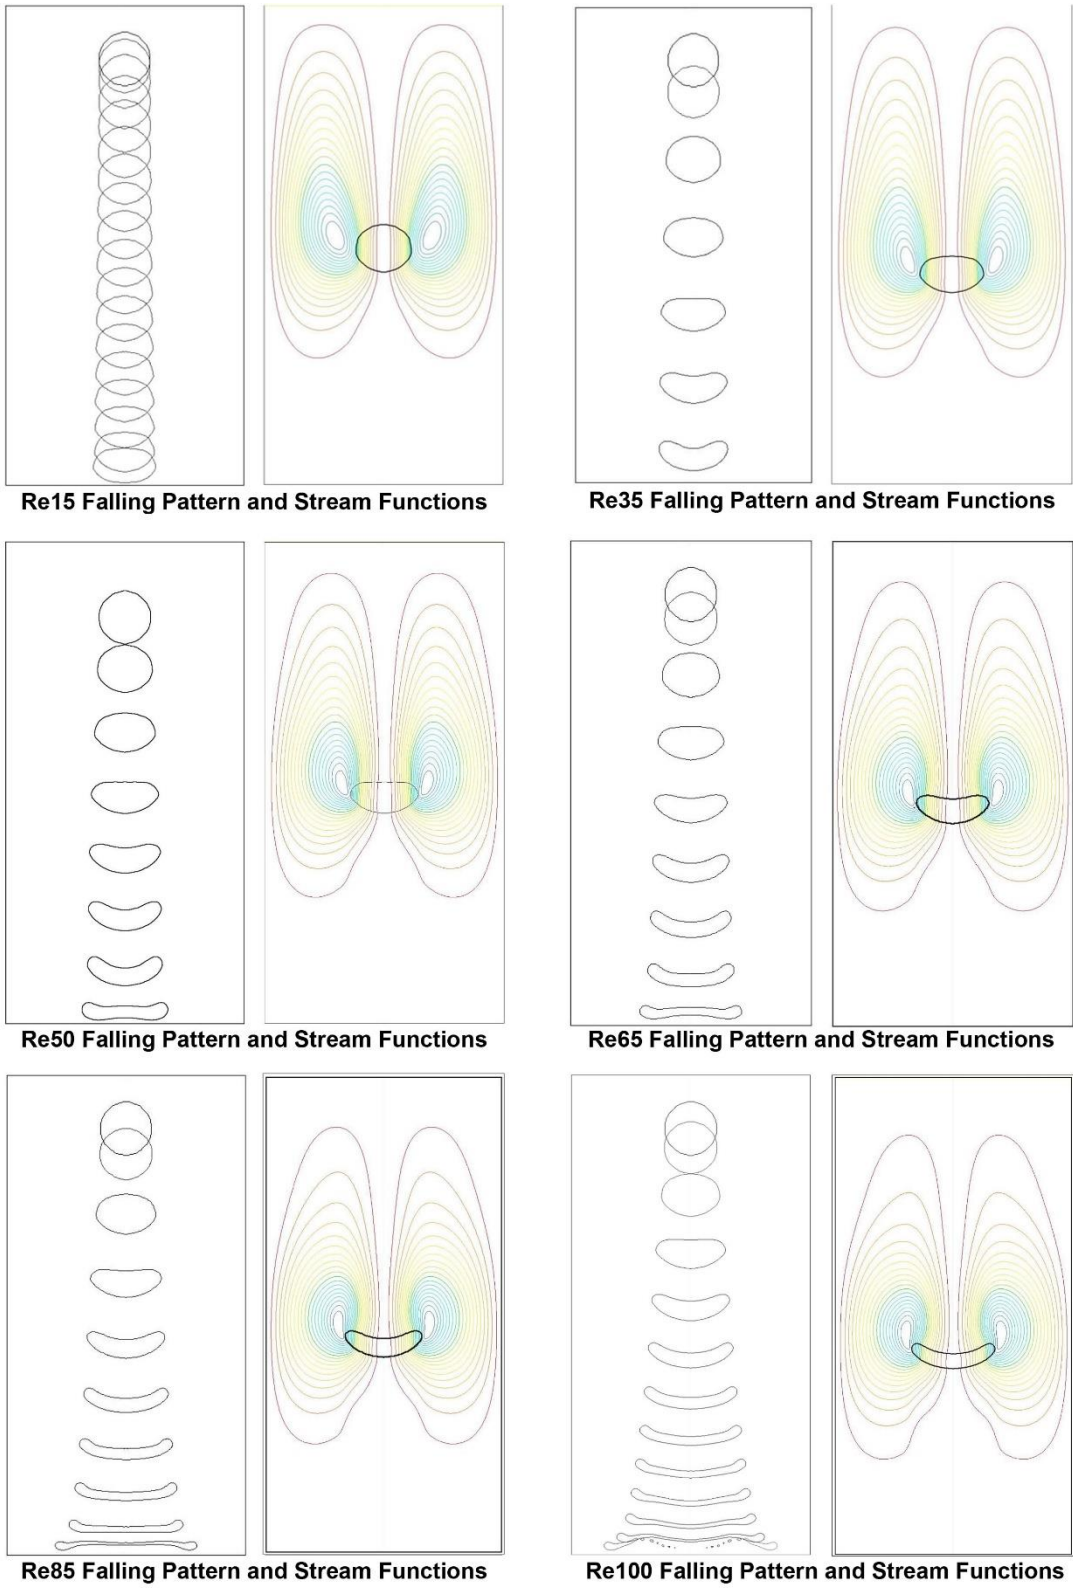 Re15 Falling Pattern and Stream Functions
Re35 Falling Pattern and Stream Functions
Re50 Falling Pattern and Stream Functions
Re65 Falling Pattern and Stream Functions
Re85 Falling Pattern and Stream Functions
Re100 Falling Pattern and Stream Functions